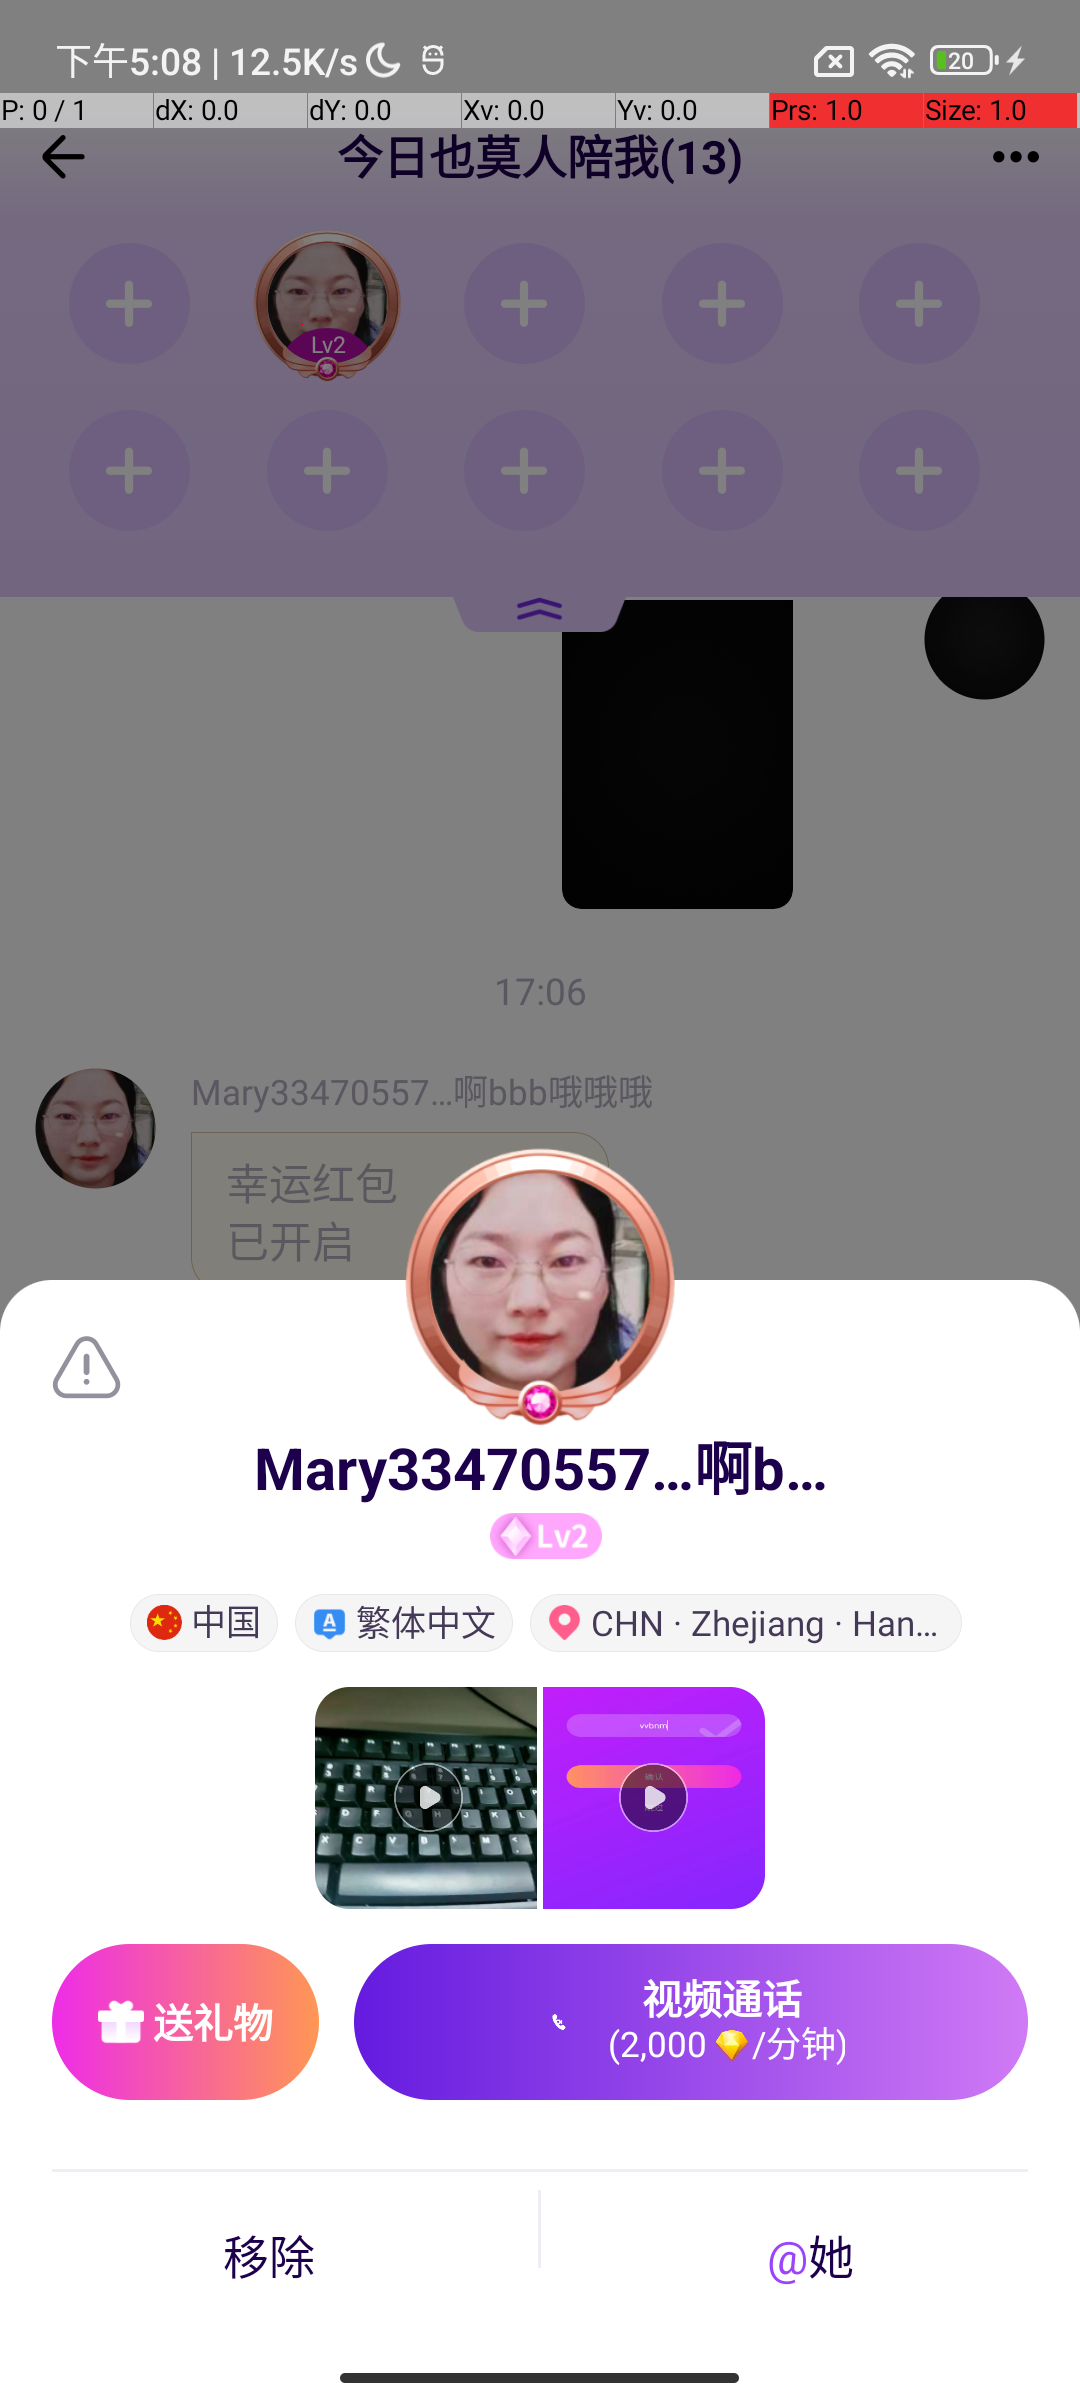 下午5:08 | 12.5K/s
20
P: 0 / 1 dX: 0.0 dY: 0.0 Xv: 0.0 Yv: 0.0 Prs: 1.0 Size: 1.0
今日也莫人陪我(13)
Lv2
17:06
Mary33470557...啊bbb哦哦哦
幸运红包
已开启
Mary33470557...啊b...
Lv2
中国 繁体中文 CHN · Zhejiang · Han...
vvbnm
确认
送礼物
视频通话
(2,000 /分钟)
移除
@她